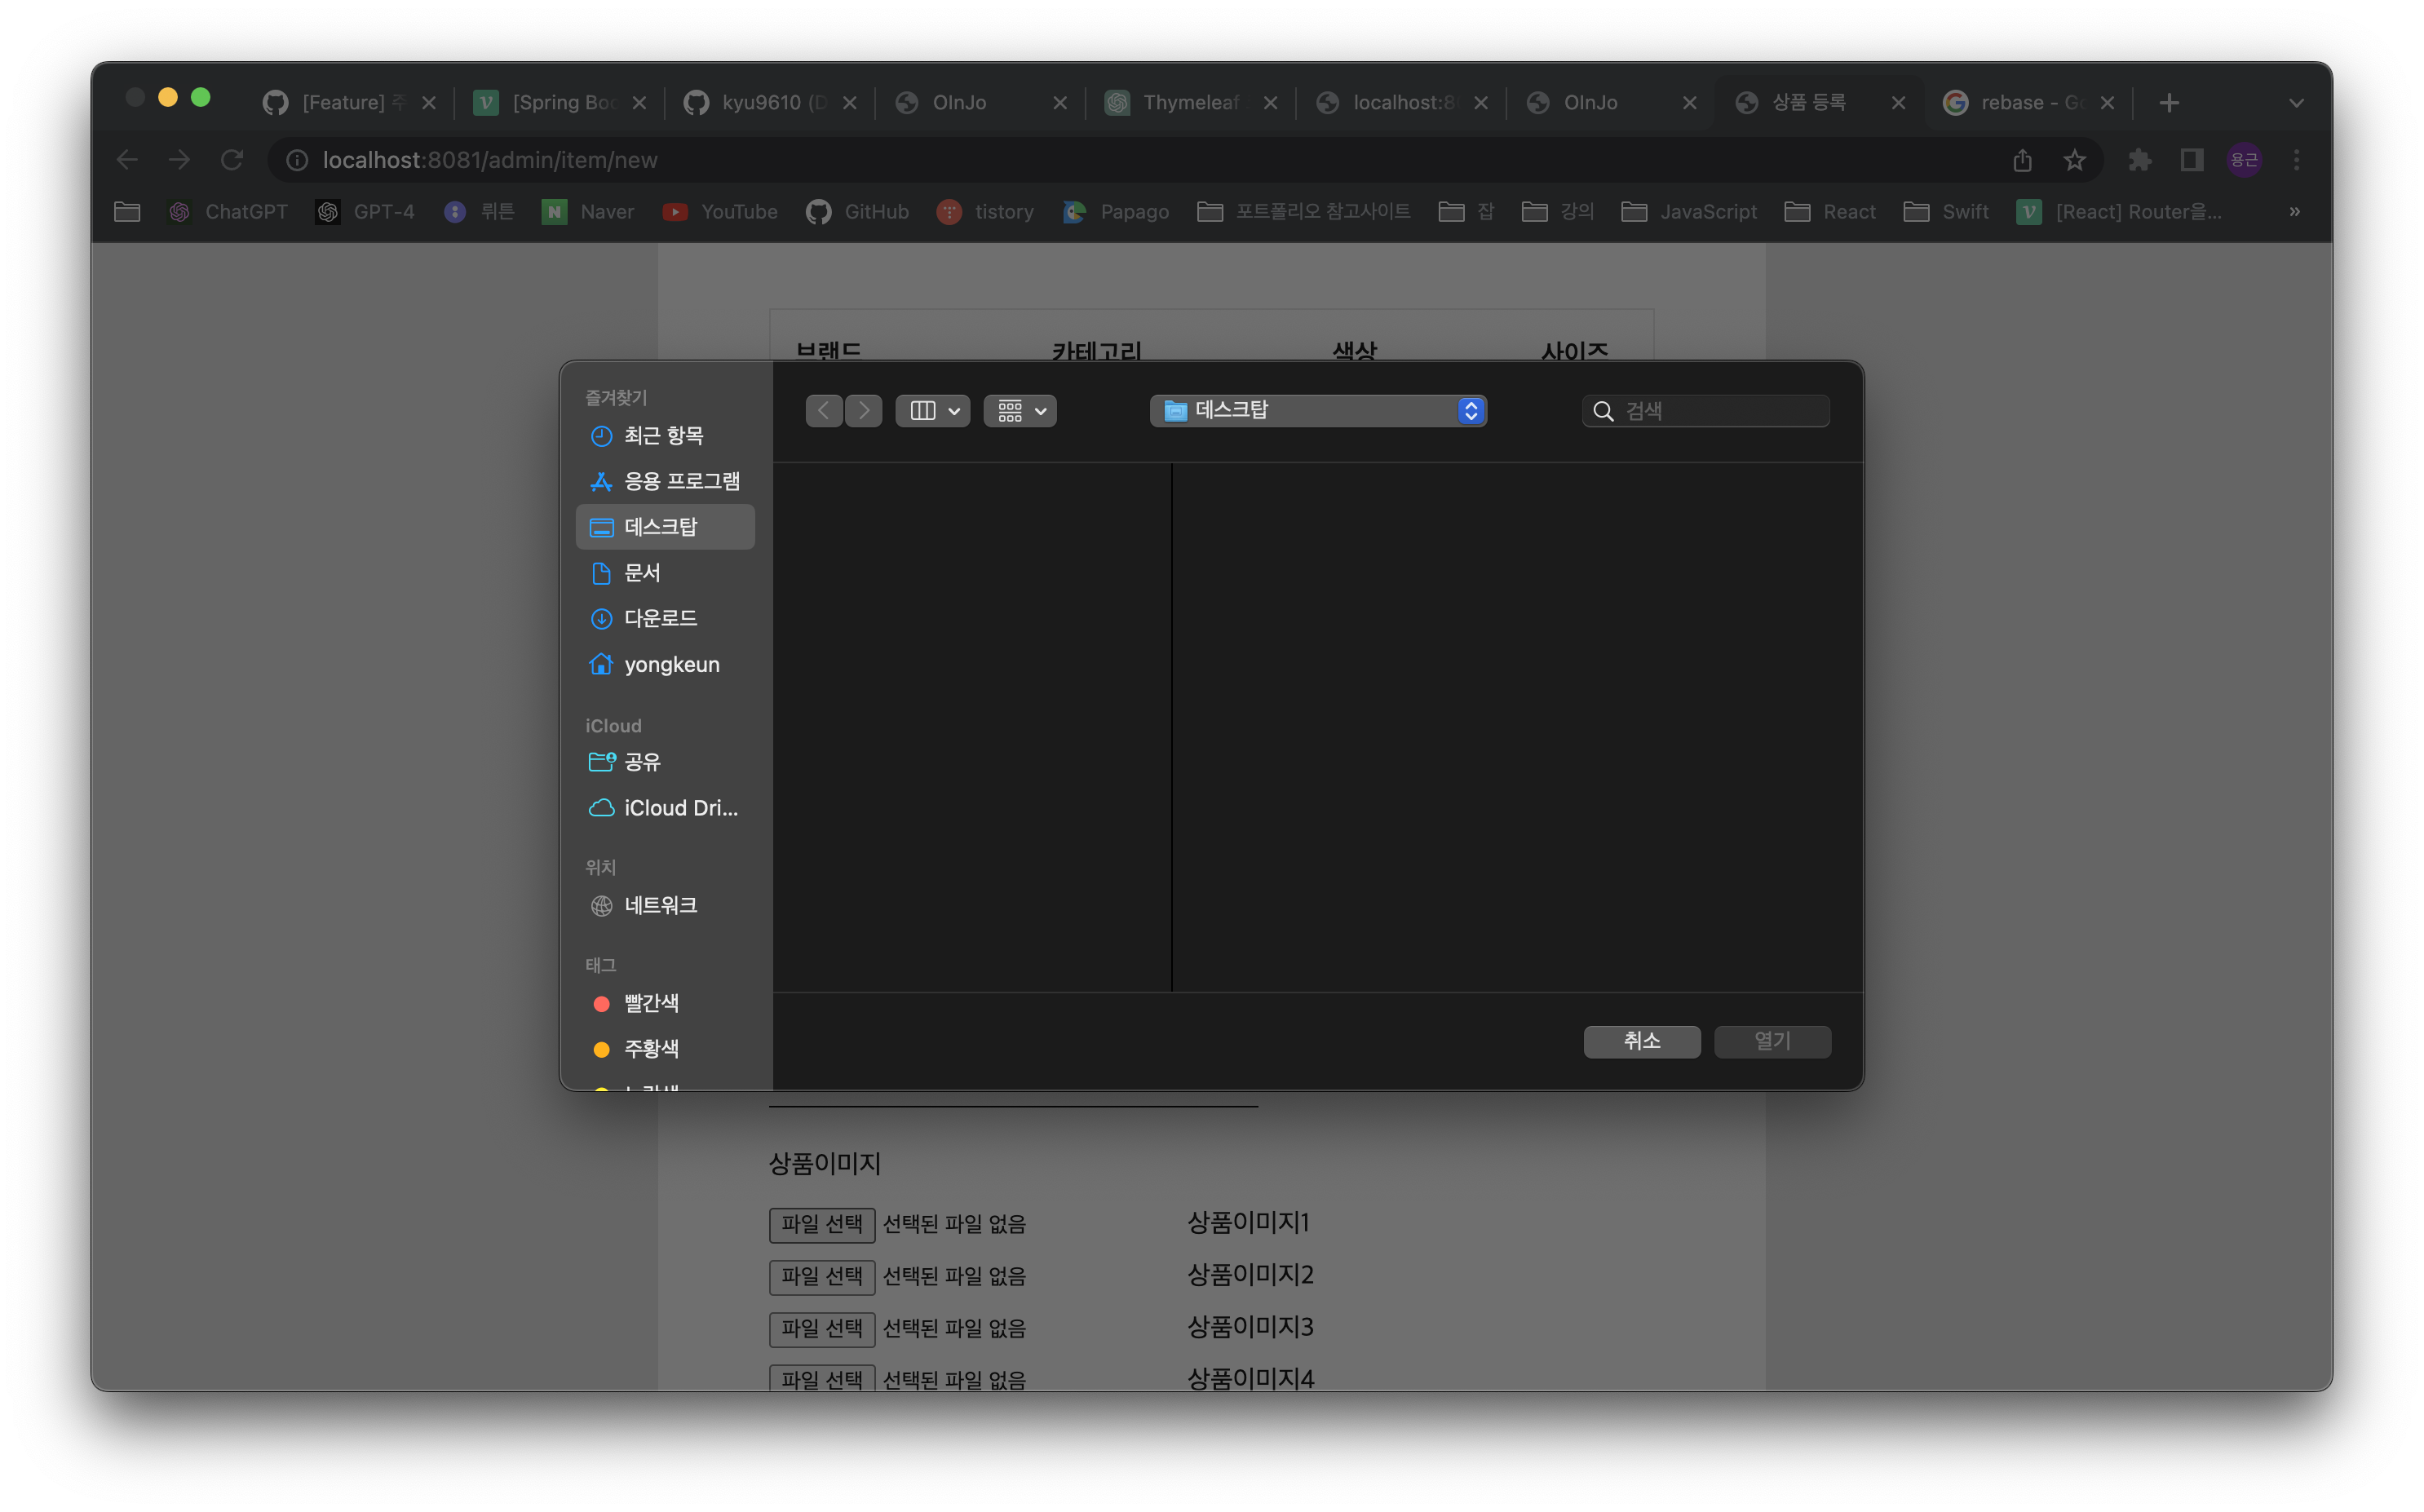 [Feature] 주
[Spring Boo
kyu9610 (D
OInJo
Thymeleaf
localhost:8
OInJo
상품 등록
rebase - Go
localhost:8081/admin/item/new
용근
ChatGPT
GPT-4
뤼튼
Naver
YouTube
GitHub
tistory
Papago
포트폴리오 참고사이트
잡
강의
JavaScript
React
Swift
[React] Router을...
»
브랜드 카테고리 색상 사이즈
즐겨찾기
최근 항목
응용 프로그램
데스크탑
문서
다운로드
yongkeun
iCloud
공유
iCloud Dri...
위치
네트워크
태그
빨간색
주황색
노란색
데스크탑
검색
취소 열기
상품이미지
파일 선택 선택된 파일 없음 상품이미지1
파일 선택 선택된 파일 없음 상품이미지2
파일 선택 선택된 파일 없음 상품이미지3
파일 선택 선택된 파일 없음 상품이미지4